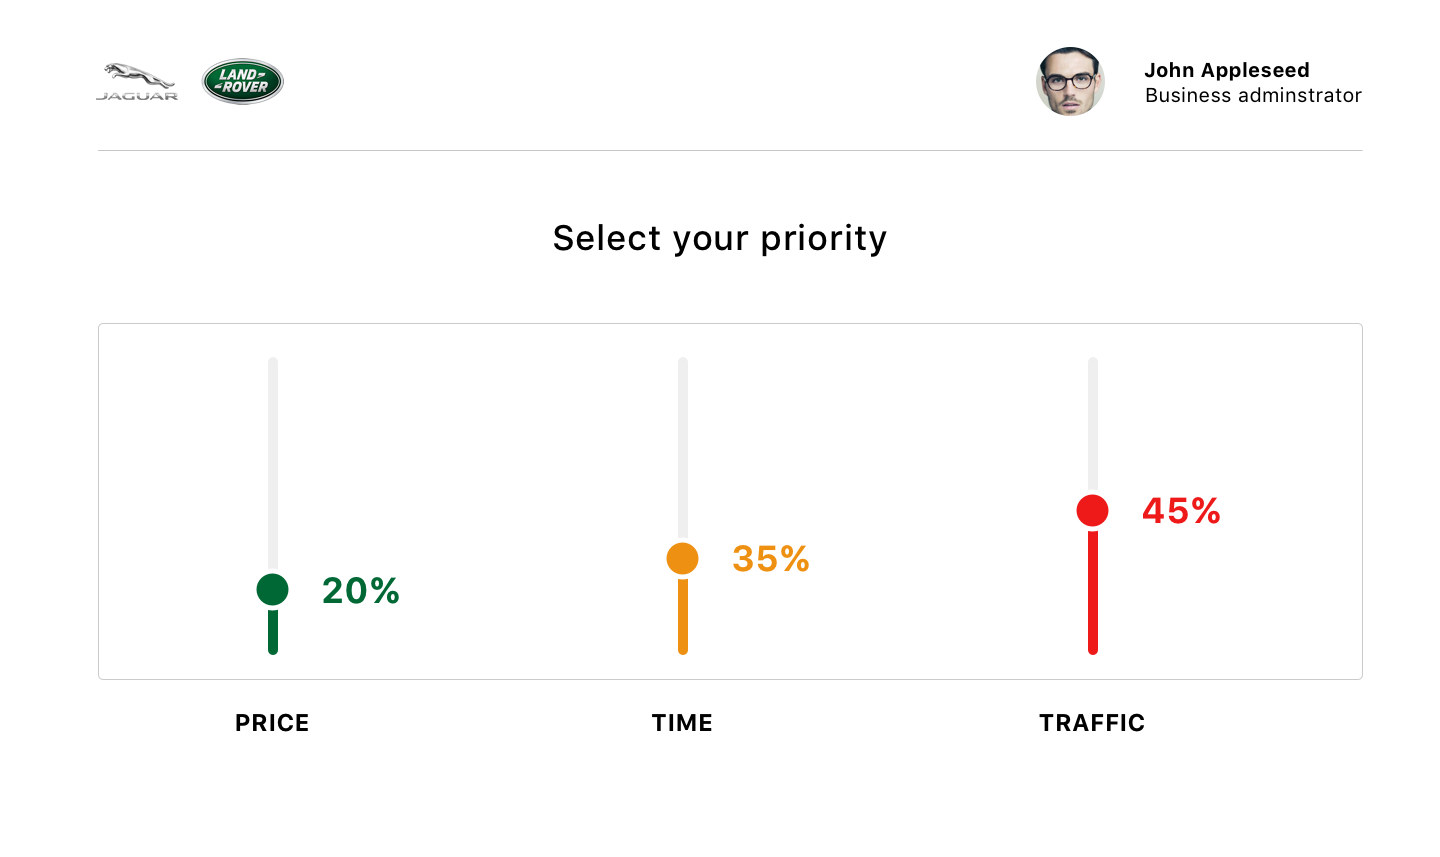 JAGUAR
LAND-
-ROVER
John Appleseed
Business adminstrator
Select your priority
20%
35%
45%
PRICE
TIME
TRAFFIC